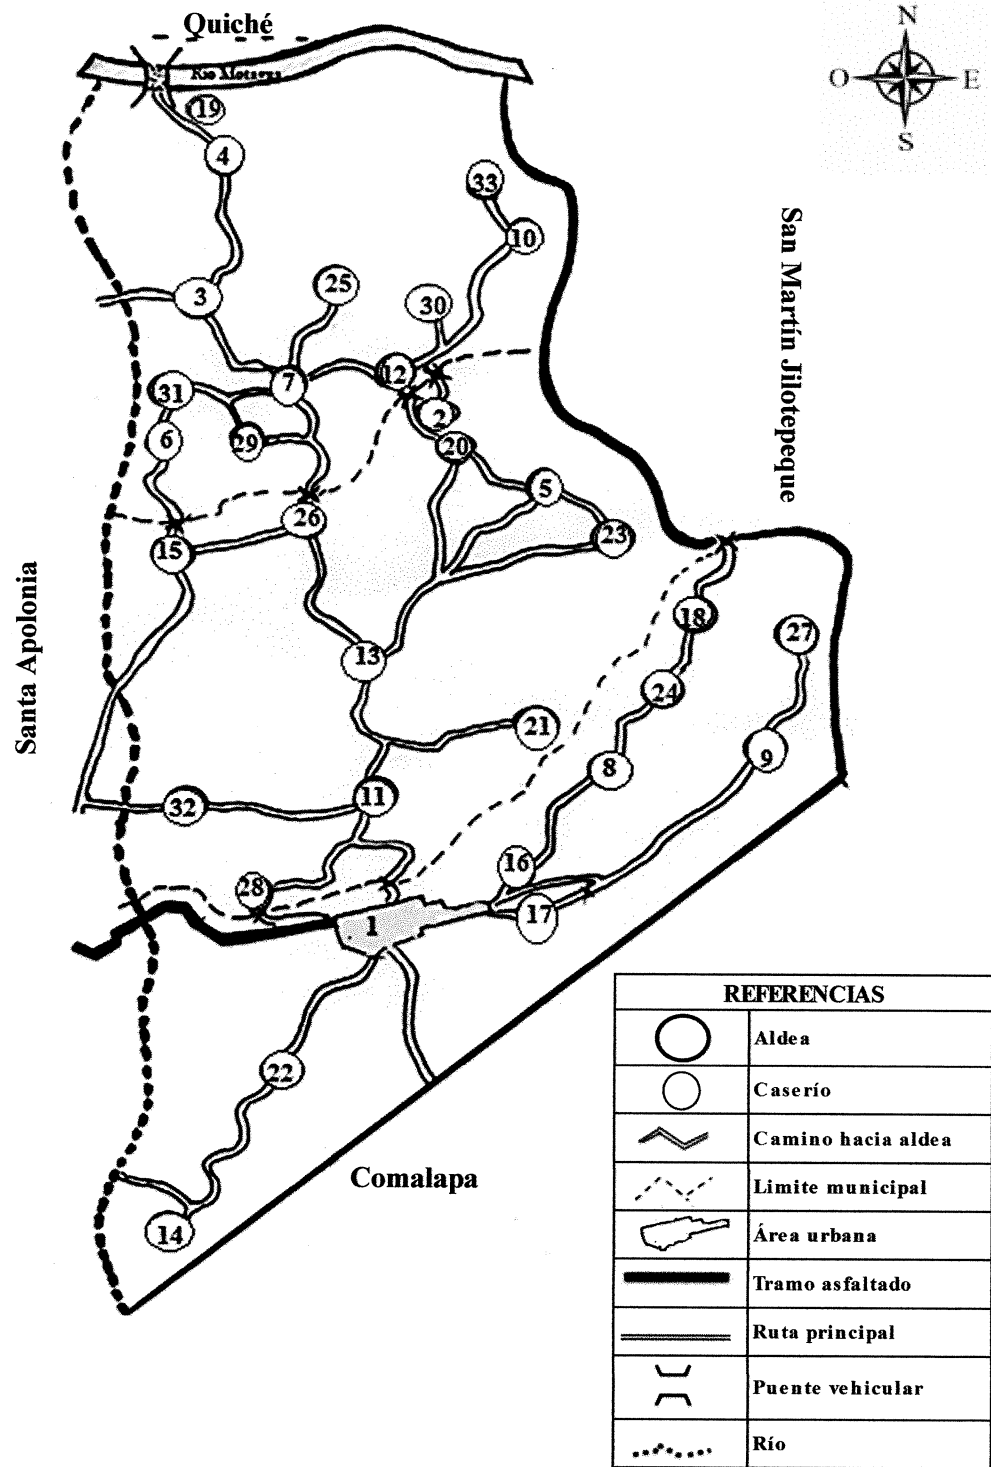 Quiché
Río Motagua
N
O
E
S
19
4
33
10
San Martín Jilotepeque
3
25
30
7
12
31
2
6
29
20
5
26
23
15
18
27
13
Santa Apolonia
24
21
9
8
11
32
16
28
17
1
22
Comalapa
14
REFERENCIAS
Aldea
Caserío
Camino hacia aldea
Limite municipal
Área urbana
Tramo asfaltado
Ruta principal
Puente vehicular
Río